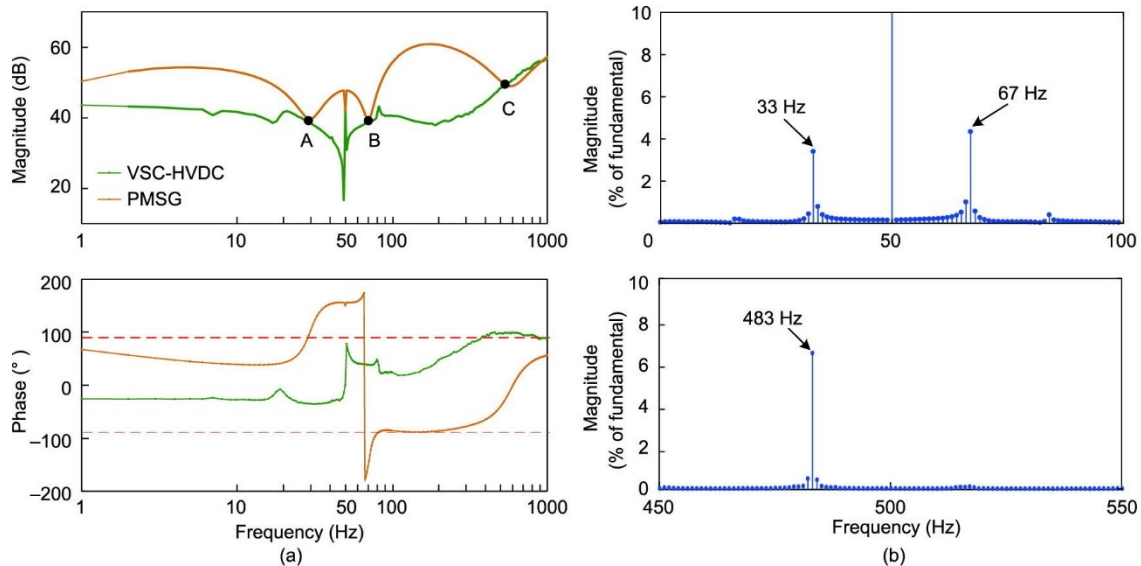 Magnitude (dB)
60
40
20
A
B
C
VSC-HVDC
PMSG
1
10
50
100
1000
Phase (°)
200
100
0
–100
–200
1
10
50
100
1000
Frequency (Hz)
(a)
Magnitude
(% of fundamental)
10
8
6
4
2
0
33 Hz
67 Hz
0
50
100
Magnitude
(% of fundamental)
10
8
6
4
2
0
483 Hz
450
500
550
Frequency (Hz)
(b)